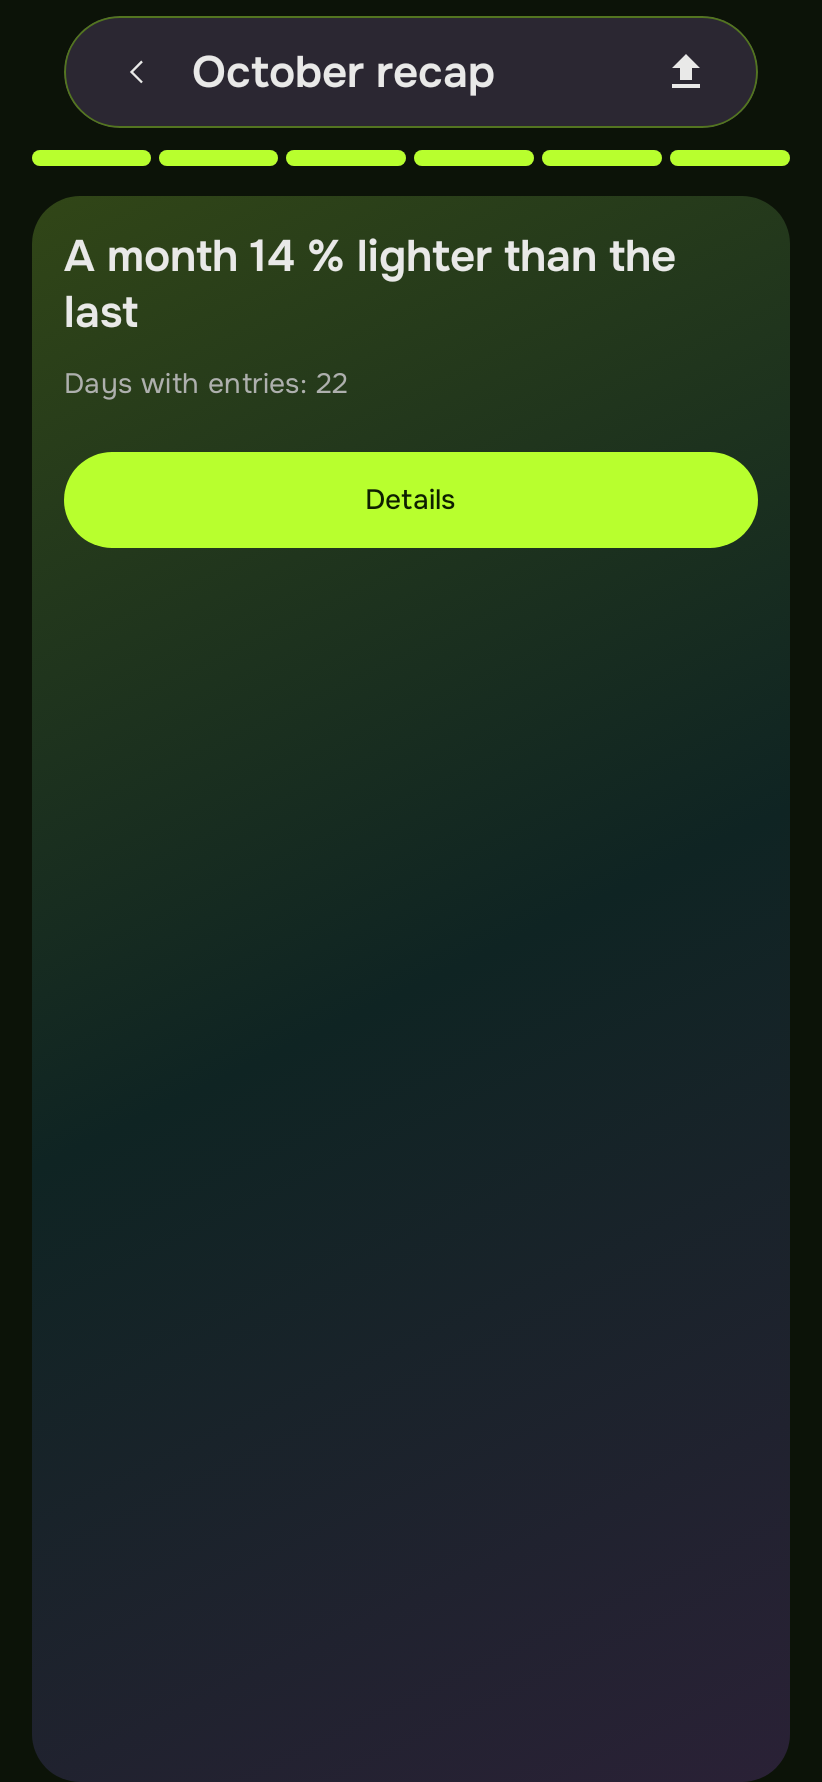 October recap
A month 14 % lighter than the
last
Days with entries: 22
Details